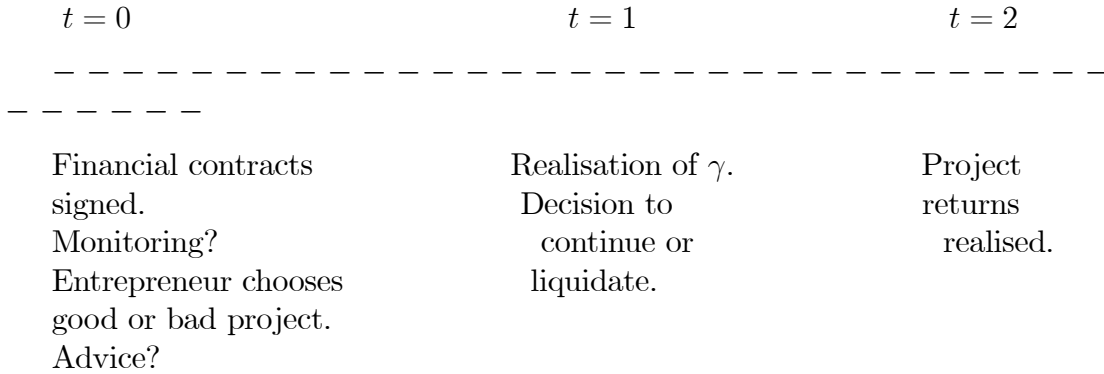 t = 0 t = 1 t = 2
– – – – – – – – – – – – – – – – – – – – – – – – – – – – – – –
– – – – – –
Financial contracts Realisation of γ. Project
signed. Decision to returns
Monitoring? continue or realised.
Entrepreneur chooses liquidate.
good or bad project.
Advice?